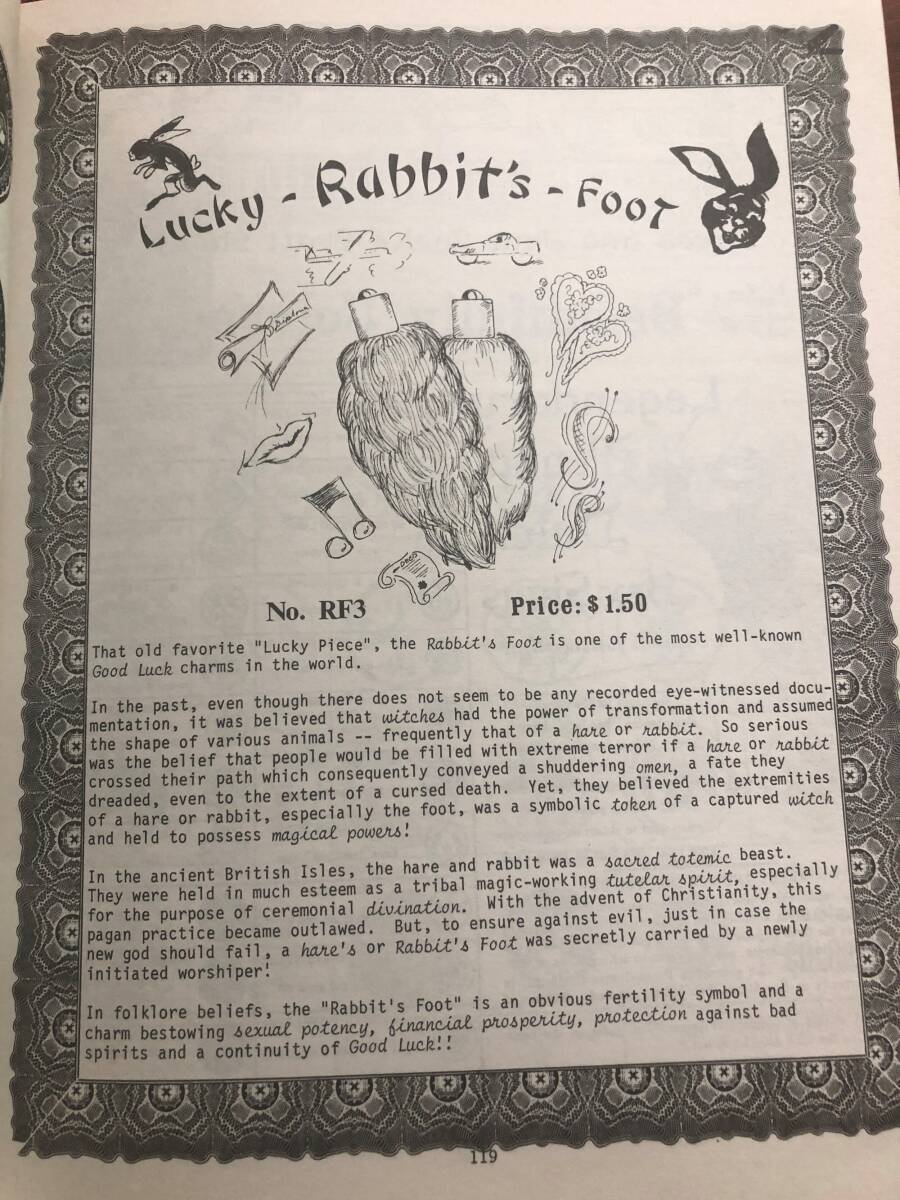 Lucky - Rabbit's - Foot
Diploma
$
$
DEED
No. RF3
Price: $1.50
That old favorite "Lucky Piece", the Rabbit's Foot is one of the most well-known
Good Luck charms in the world.
In the past, even though there does not seem to be any recorded eye-witnessed docu-
mentation, it was believed that witches had the power of transformation and assumed
the shape of various animals -- frequently that of a hare or rabbit. So serious
was the belief that people would be filled with extreme terror if a hare or rabbit
crossed their path which consequently conveyed a shuddering omen, a fate they
dreaded, even to the extent of a cursed death. Yet, they believed the extremities
of a hare or rabbit, especially the foot, was a symbolic token of a captured witch
and held to possess magical powers!
In the ancient British Isles, the hare and rabbit was a sacred totemic beast.
They were held in much esteem as a tribal magic-working tutelar spirit, especially
for the purpose of ceremonial divination. With the advent of Christianity, this
pagan practice became outlawed. But, to ensure against evil, just in case the
new god should fail, a hare's or Rabbit's Foot was secretly carried by a newly
initiated worshiper!
In folklore beliefs, the "Rabbit's Foot" is an obvious fertility symbol and a
charm bestowing sexual potency, financial prosperity, protection against bad
spirits and a continuity of Good Luck!!
119